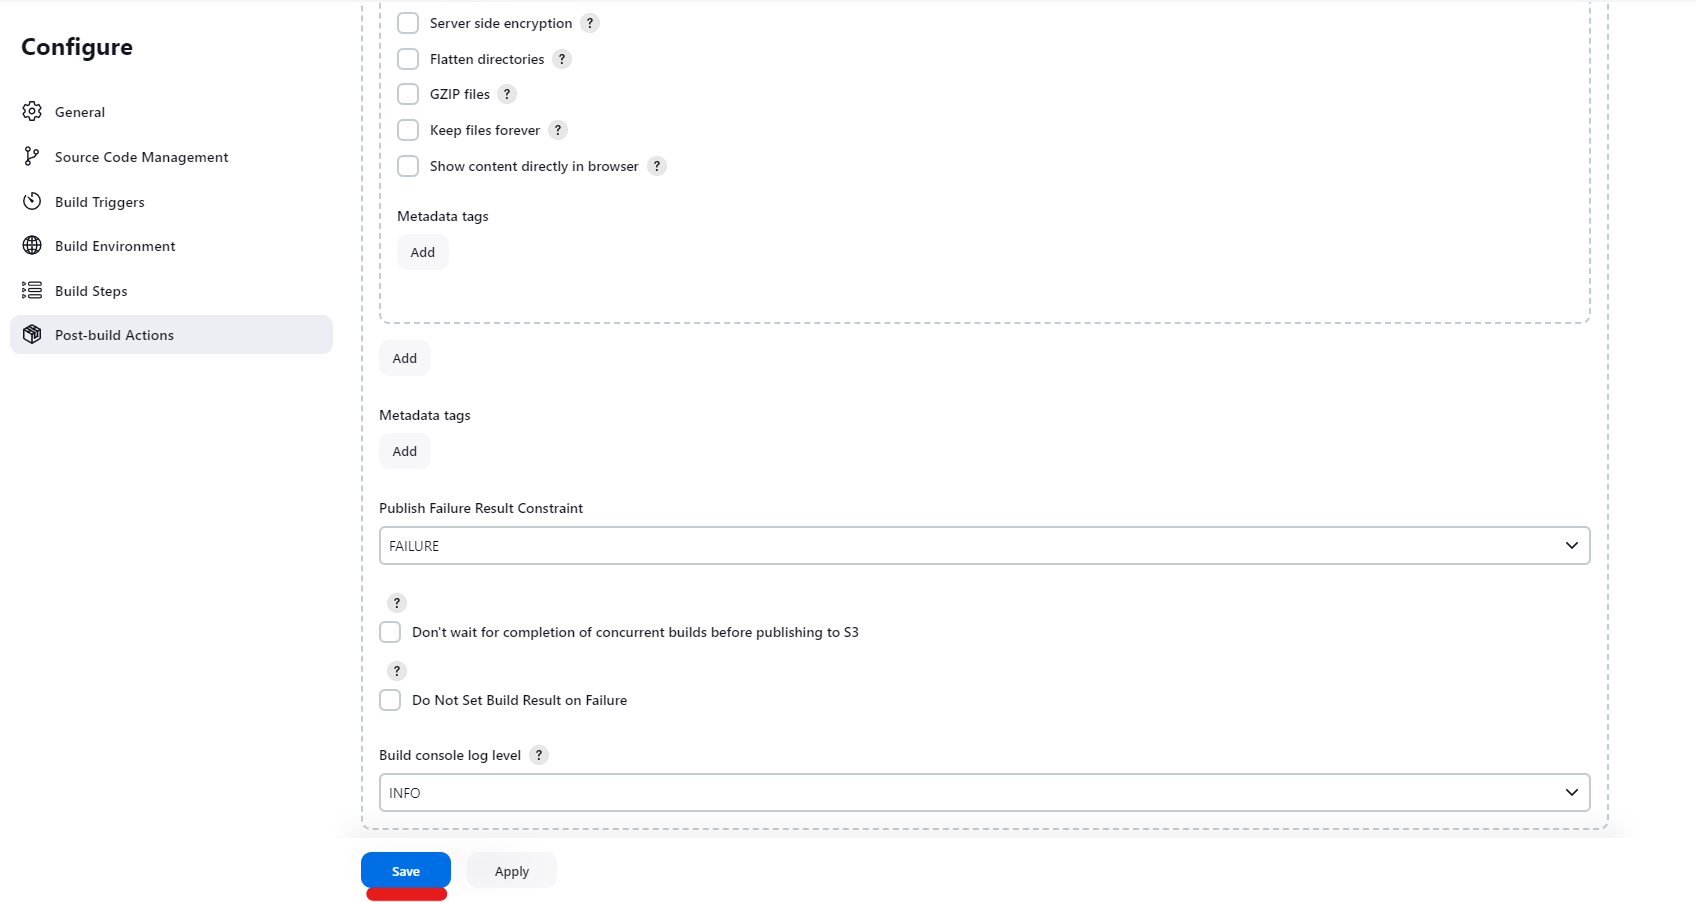 Configure
General
Source Code Management
Build Triggers
Build Environment
Build Steps
Post-build Actions
Server side encryption ?
Flatten directories ?
GZIP files ?
Keep files forever ?
Show content directly in browser ?
Metadata tags
Add
Add
Metadata tags
Add
Publish Failure Result Constraint
FAILURE
?
Don't wait for completion of concurrent builds before publishing to S3
?
Do Not Set Build Result on Failure
Build console log level ?
INFO
Save Apply